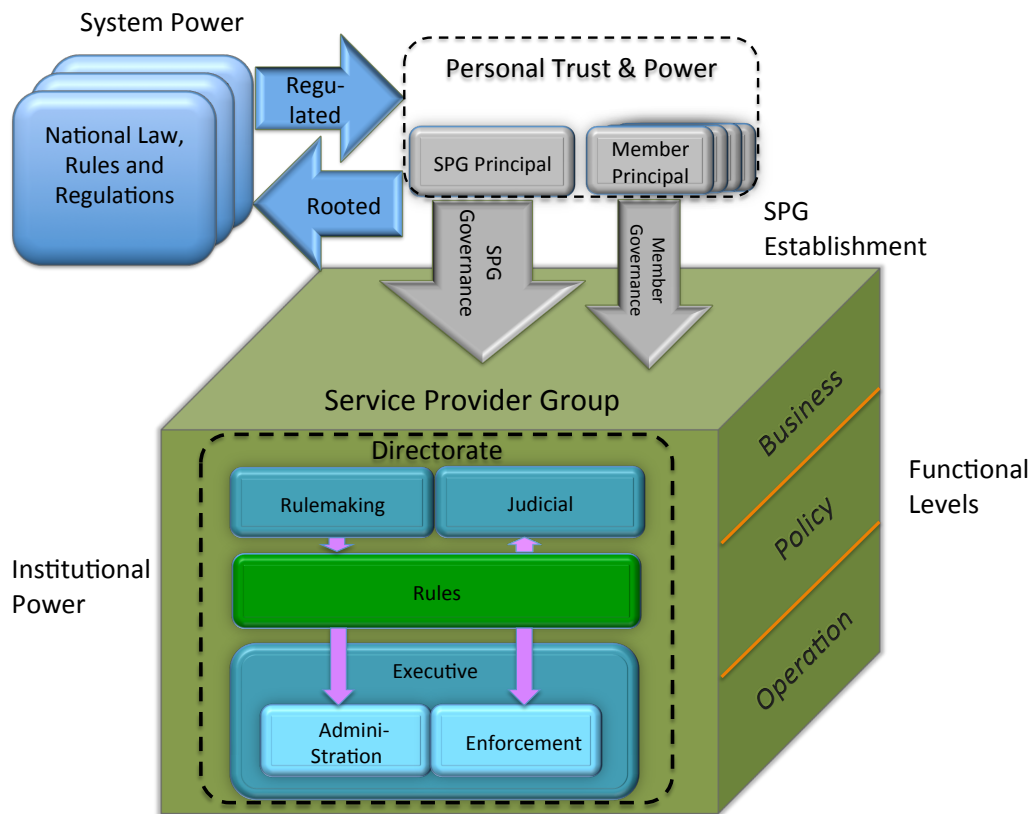 System Power
National Law,
Rules and
Regulations
Regu-
lated
Rooted
Personal Trust & Power
SPG Principal
Member
Principal
SPG
Governance
Member
Governance
SPG
Establishment
Service Provider Group
Directorate
Rulemaking
Judicial
Rules
Executive
Admini-
Stration
Enforcement
Institutional
Power
Business
Policy
Operation
Functional
Levels